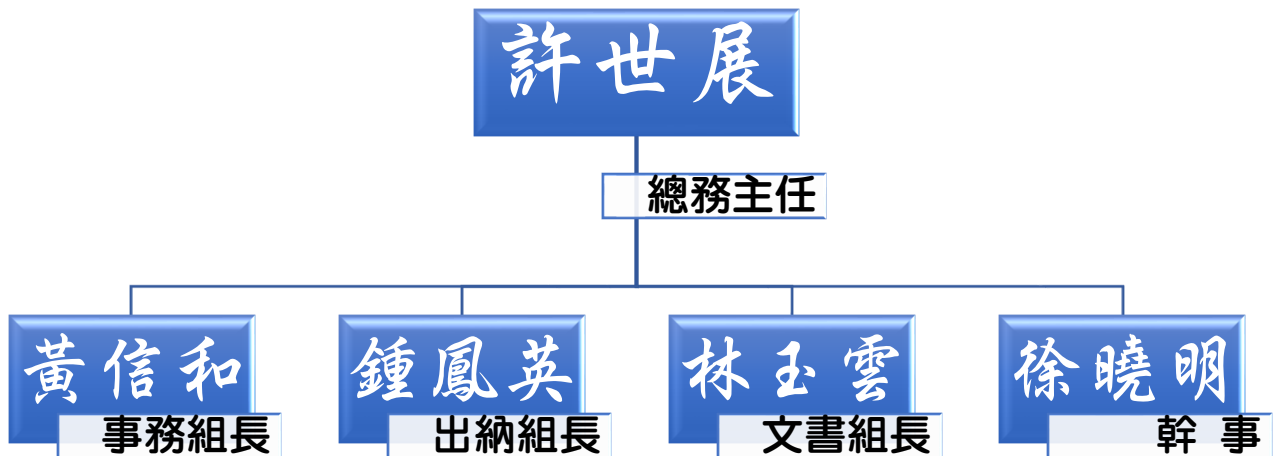 許世展
總務主任
黃信和
事務組長
鍾鳳英
出納組長
林玉雲
文書組長
徐曉明
幹 事